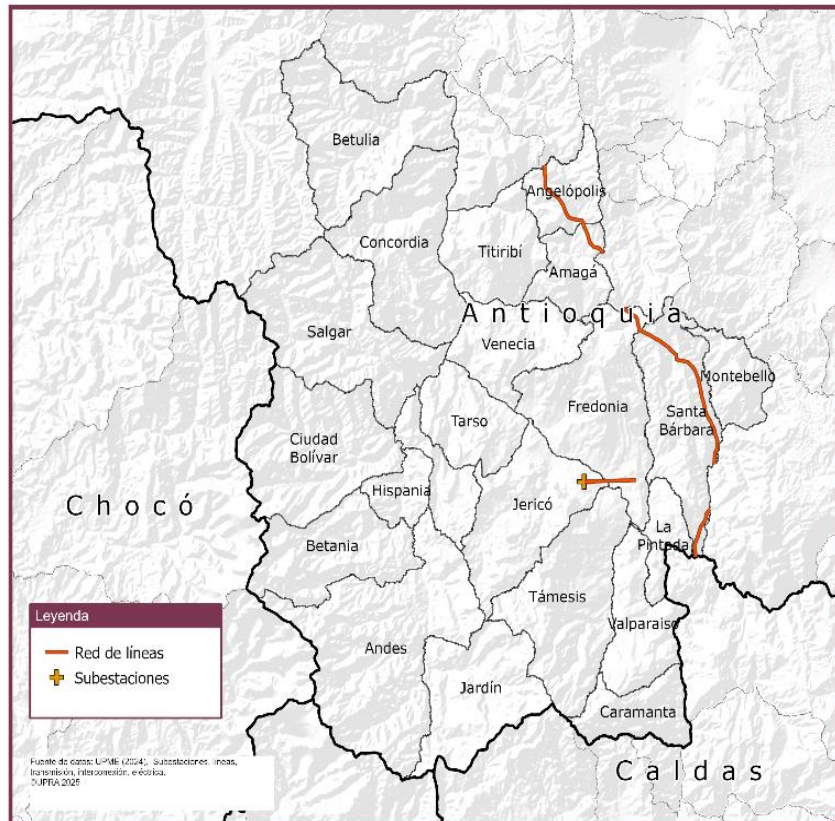 Betulia
Angelópolis
Concordia
Titiribí
Amagá
Antioquia
Salgar
Venecia
Montebello
Fredonia
Santa
Bárbara
Tarso
Ciudad
Bolívar
Hispania
Jericó
Chocó
La
Pintada
Betania
Támesis
Valparaiso
Andes
Jardín
Caramanta
Caldas
Leyenda
Red de líneas
Subestaciones
Fuente de datos: UPME (2024), Subestaciones, líneas,
transmisión, interconexión, eléctrica.
©UPRA 2025